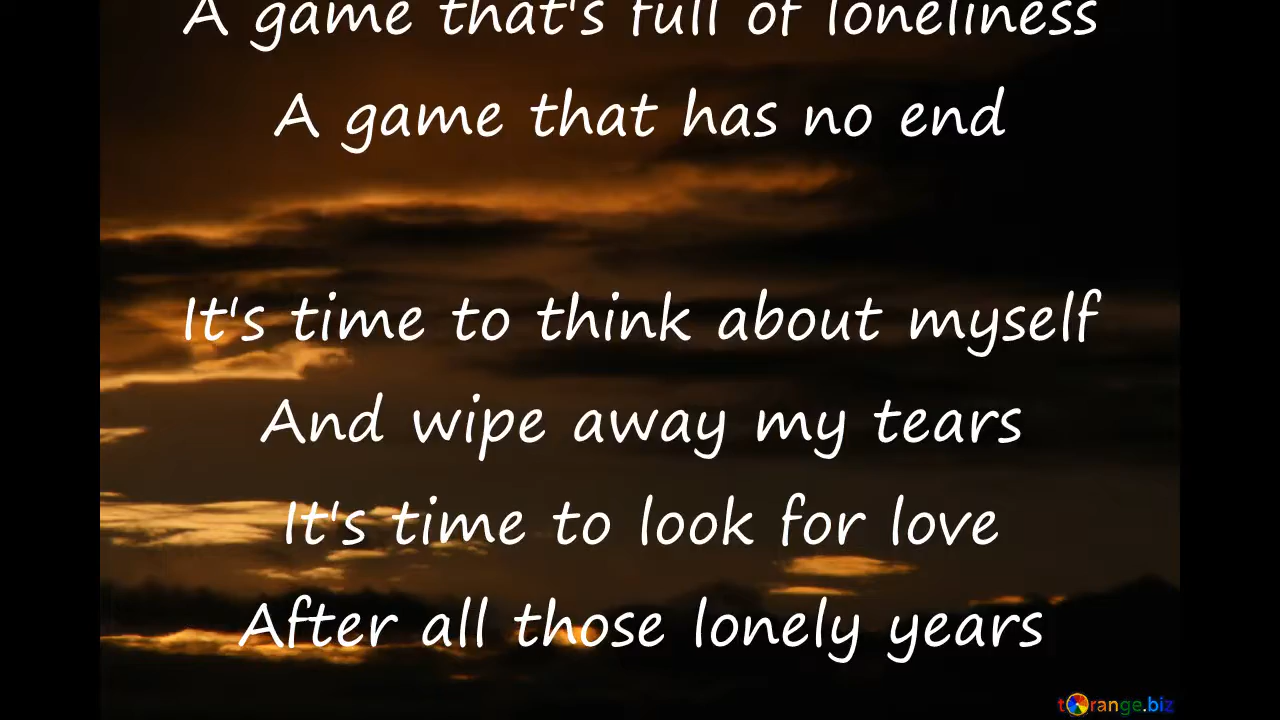 A game that's full of loneliness
A game that has no end
It's time to think about myself
And wipe away my tears
It's time to look for love
After all those lonely years
torange.biz